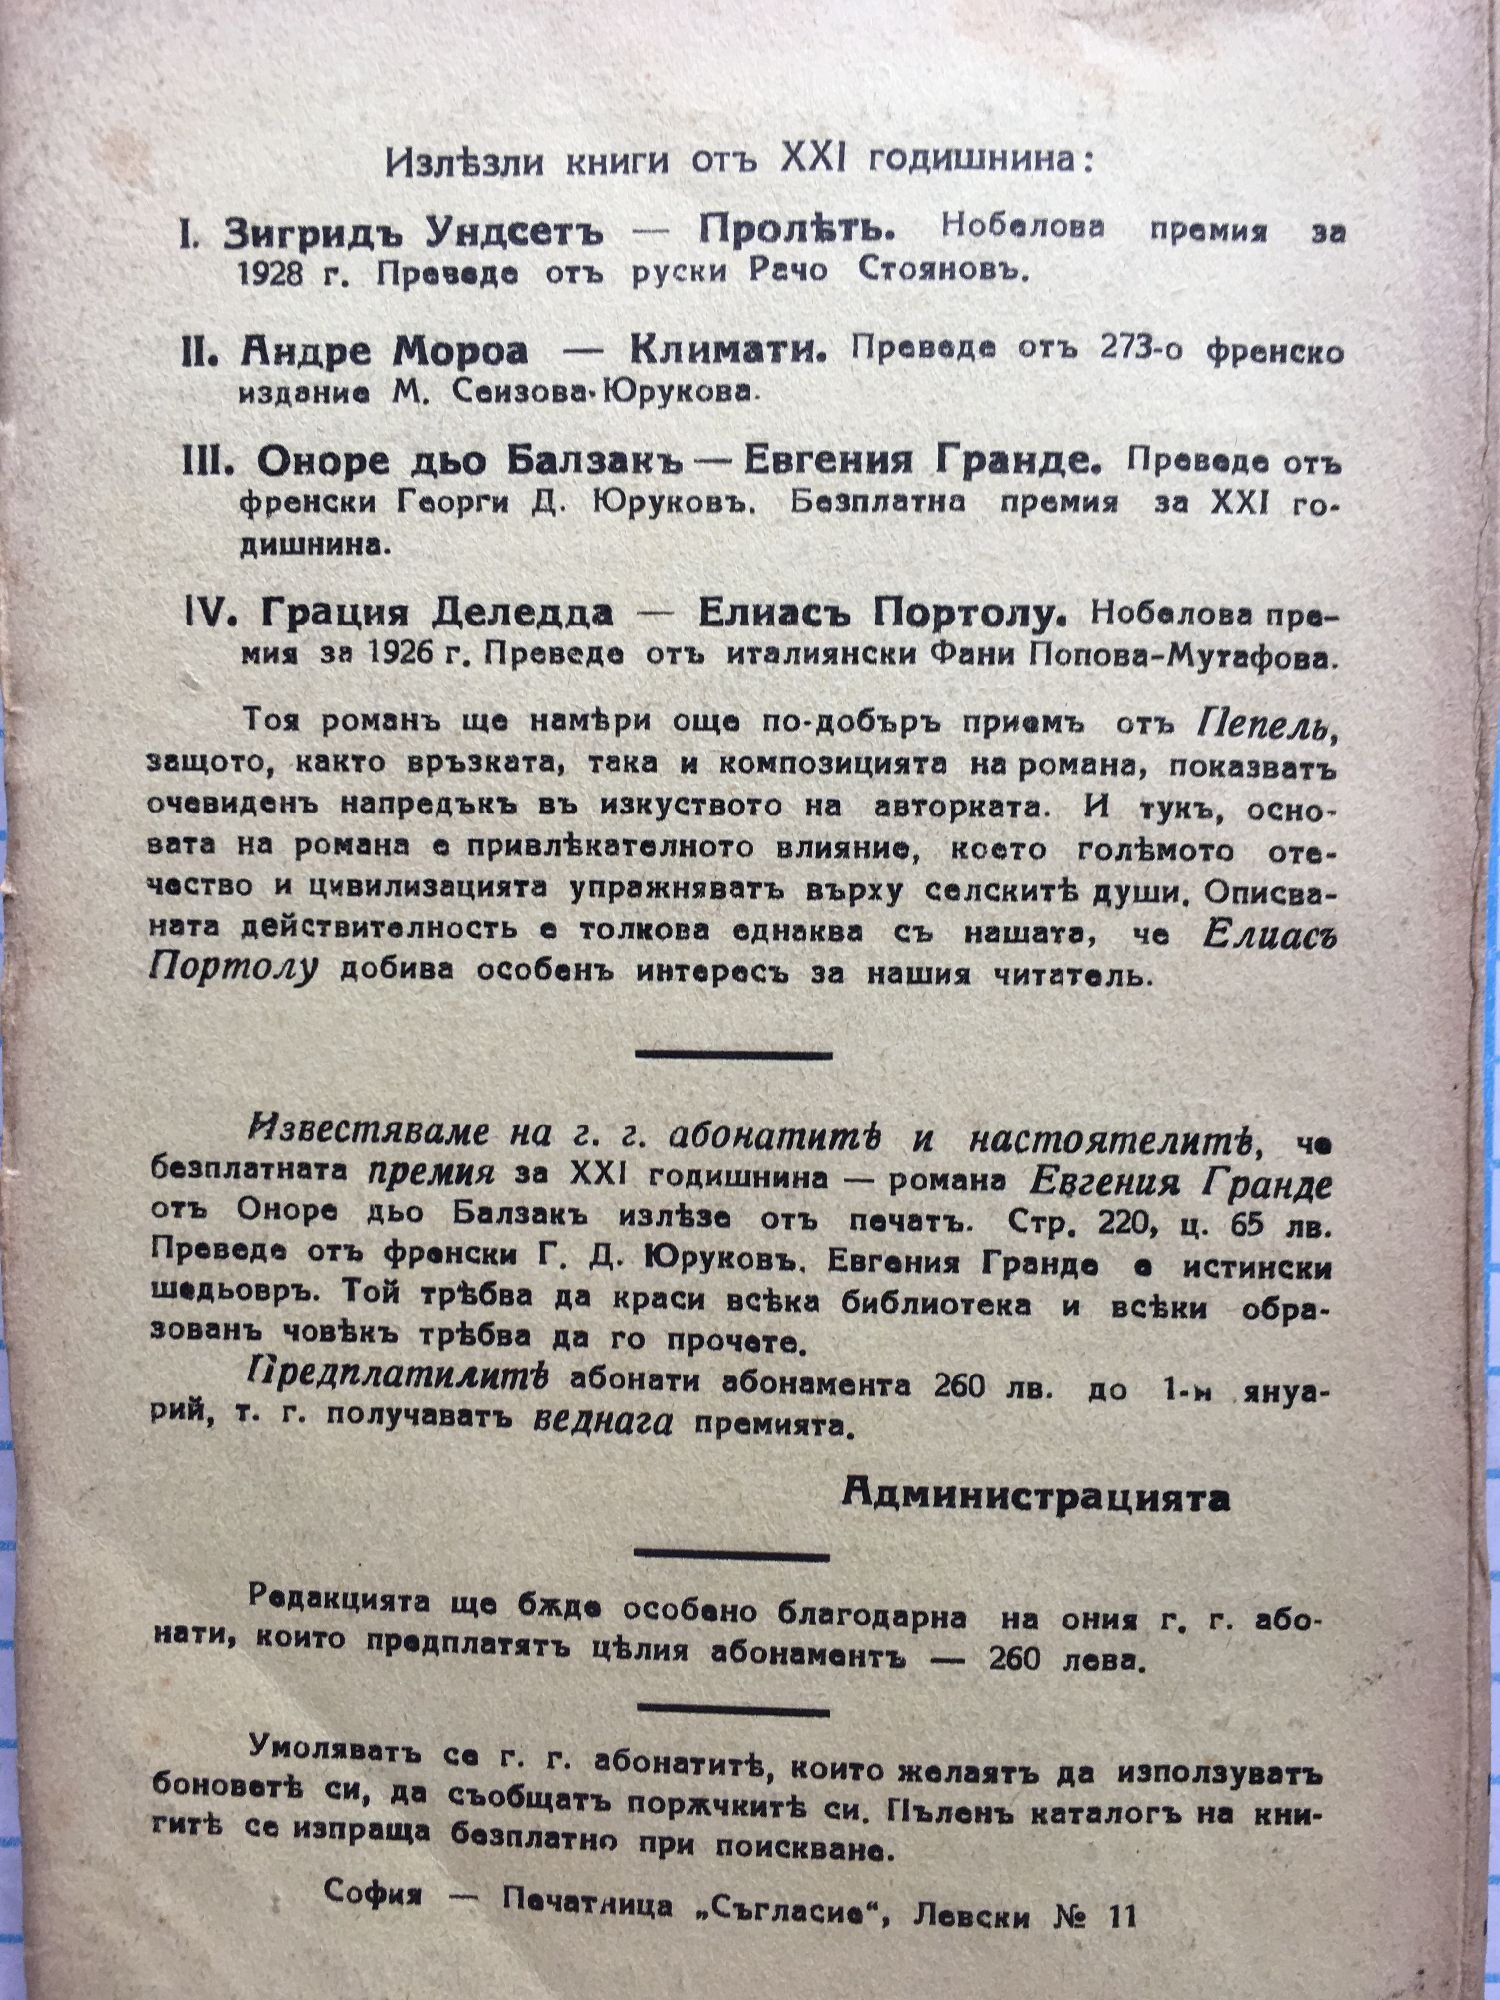 Излѣзли книги отъ XXI годишнина:
I. Зигридъ Ундсетъ — Пролѣть. Нобелова премия за
1928 г. Преведе отъ руски Рачо Стояновъ.
II. Андре Мороа — Климати. Преведе отъ 273-о френско
издание М. Сеизова-Юрукова.
III. Оноре дьо Балзакъ — Евгения Гранде. Преведе отъ
френски Георги Д. Юруковъ. Безплатна премия за XXI го-
дишнина.
IV. Грация Деледда — Елиасъ Портолу. Нобелова пре-
мия за 1926 г. Преведе отъ италиянски Фани Попова-Мутафова.
Тоя романъ ще намѣри още по-добъръ приемъ отъ Пепель,
защото, както връзката, така и композицията на романа, показватъ
очевиденъ напредъкъ въ изкуството на авторката. И тукъ, осно-
вата на романа е привлѣкателното влияние, което голѣмото оте-
чество и цивилизацията упражняватъ върху селскитѣ души. Описва-
ната действителность е толкова еднаква съ нашата, че Елиасъ
Портолу добива особенъ интересъ за нашия читатель.
Известяваме на г. г. абонатитѣ и настоятелитѣ, че
безплатната премия за XXI годишнина — романа Евгения Гранде
отъ Оноре дьо Балзакъ излѣзе отъ печатъ. Стр. 220, ц. 65 лв.
Преведе отъ френски Г. Д. Юруковъ. Евгения Гранде е истински
шедьовръ. Той трѣбва да краси всѣка библиотека и всѣки обра-
зованъ човѣкъ трѣбва да го прочете.
Предплатилитѣ абонати абонамента 260 лв. до 1-и януа-
рий, т. г. получаватъ веднага премията.
Администрацията
Редакцията ще бѫде особено благодарна на ония г. г. або-
нати, които предплатятъ цѣлия абонаментъ — 260 лева.
Умоляватъ се г. г. абонатитѣ, които желаятъ да използуватъ
боноветѣ си, да съобщатъ порѫчкитѣ си. Пъленъ каталогъ на кни-
гитѣ се изпраща безплатно при поискване.
София — Печатница „Съгласие“, Левски № 11